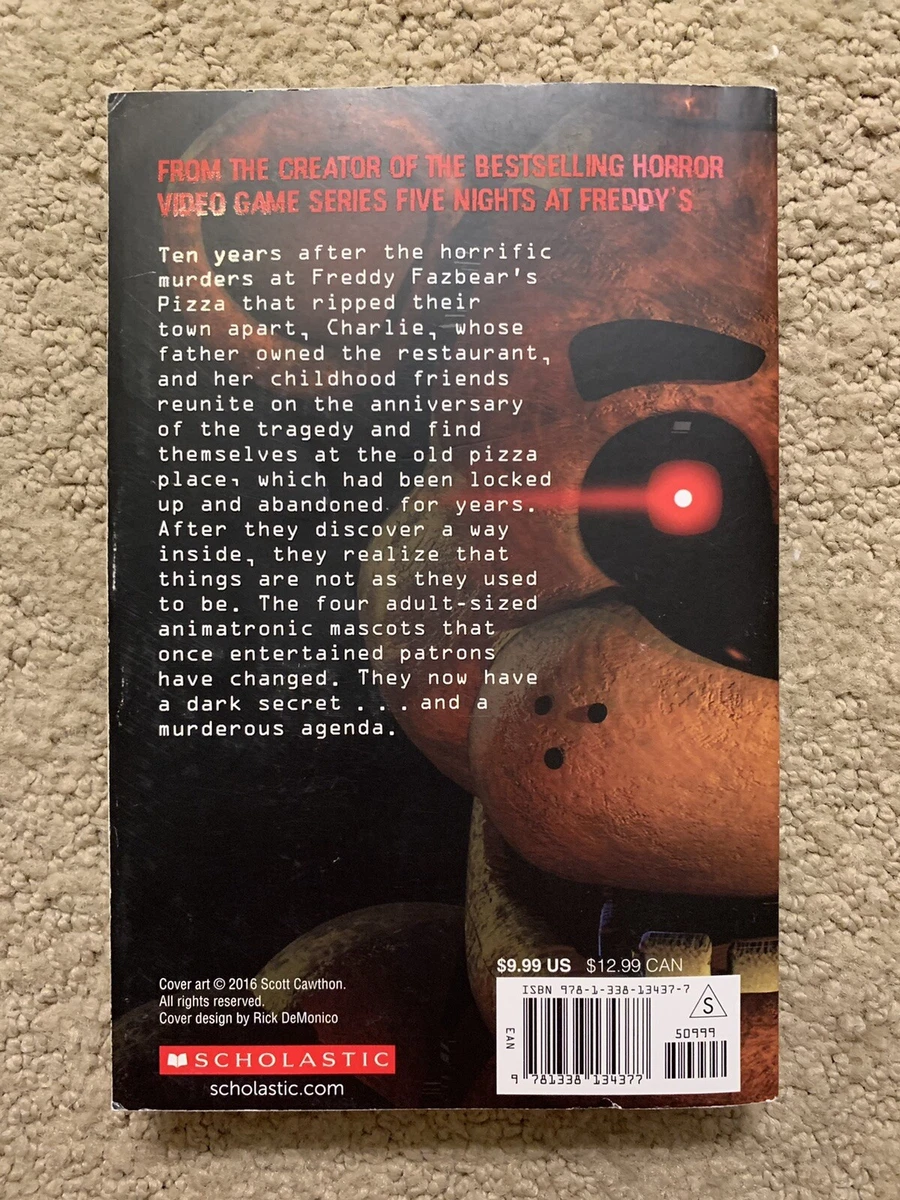 FROM THE CREATOR OF THE BESTSELLING HORROR
VIDEO GAME SERIES FIVE NIGHTS AT FREDDY'S
Ten years after the horrific
murders at Freddy Fazbear's
Pizza that ripped their
town apart, Charlie, whose
father owned the restaurant,
and her childhood friends
reunite on the anniversary
of the tragedy and find
themselves at the old pizza
place, which had been locked
up and abandoned for years.
After they discover a way
inside, they realize that
things are not as they used
to be. The four adult-sized
animatronic mascots that
once entertained patrons
have changed. They now have
a dark secret . . . and a
murderous agenda.
Cover art © 2016 Scott Cawthon.
All rights reserved.
Cover design by Rick DeMonico
SCHOLASTIC
scholastic.com
$9.99 US $12.99 CAN
ISBN 978-1-338-13437-7
S
50999
EAN
9 781338 134377